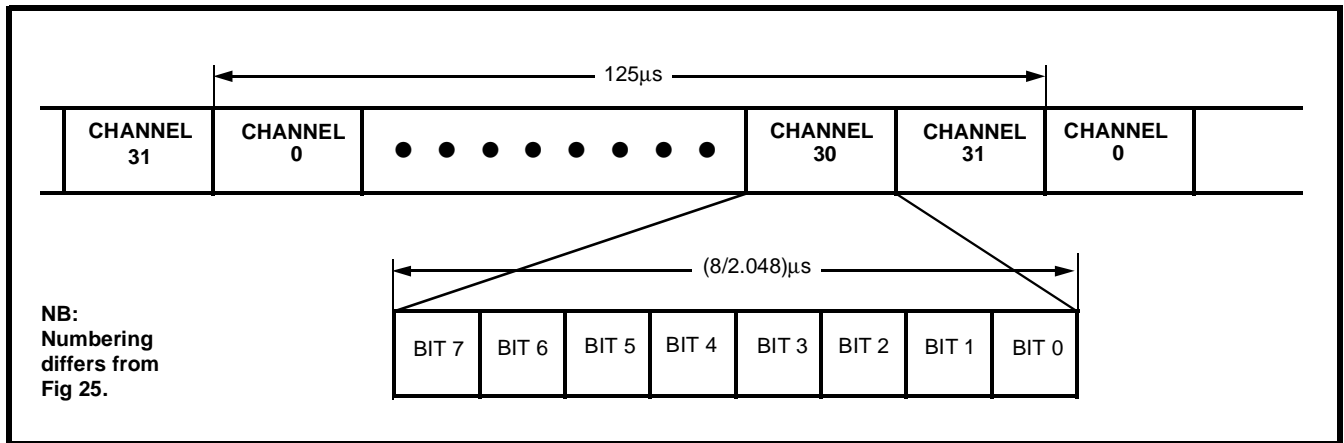 125µs
CHANNEL 31
CHANNEL 0
CHANNEL 30
CHANNEL 31
CHANNEL 0
(8/2.048)µs
NB:
Numbering
differs from
Fig 25.
BIT 7 BIT 6 BIT 5 BIT 4 BIT 3 BIT 2 BIT 1 BIT 0